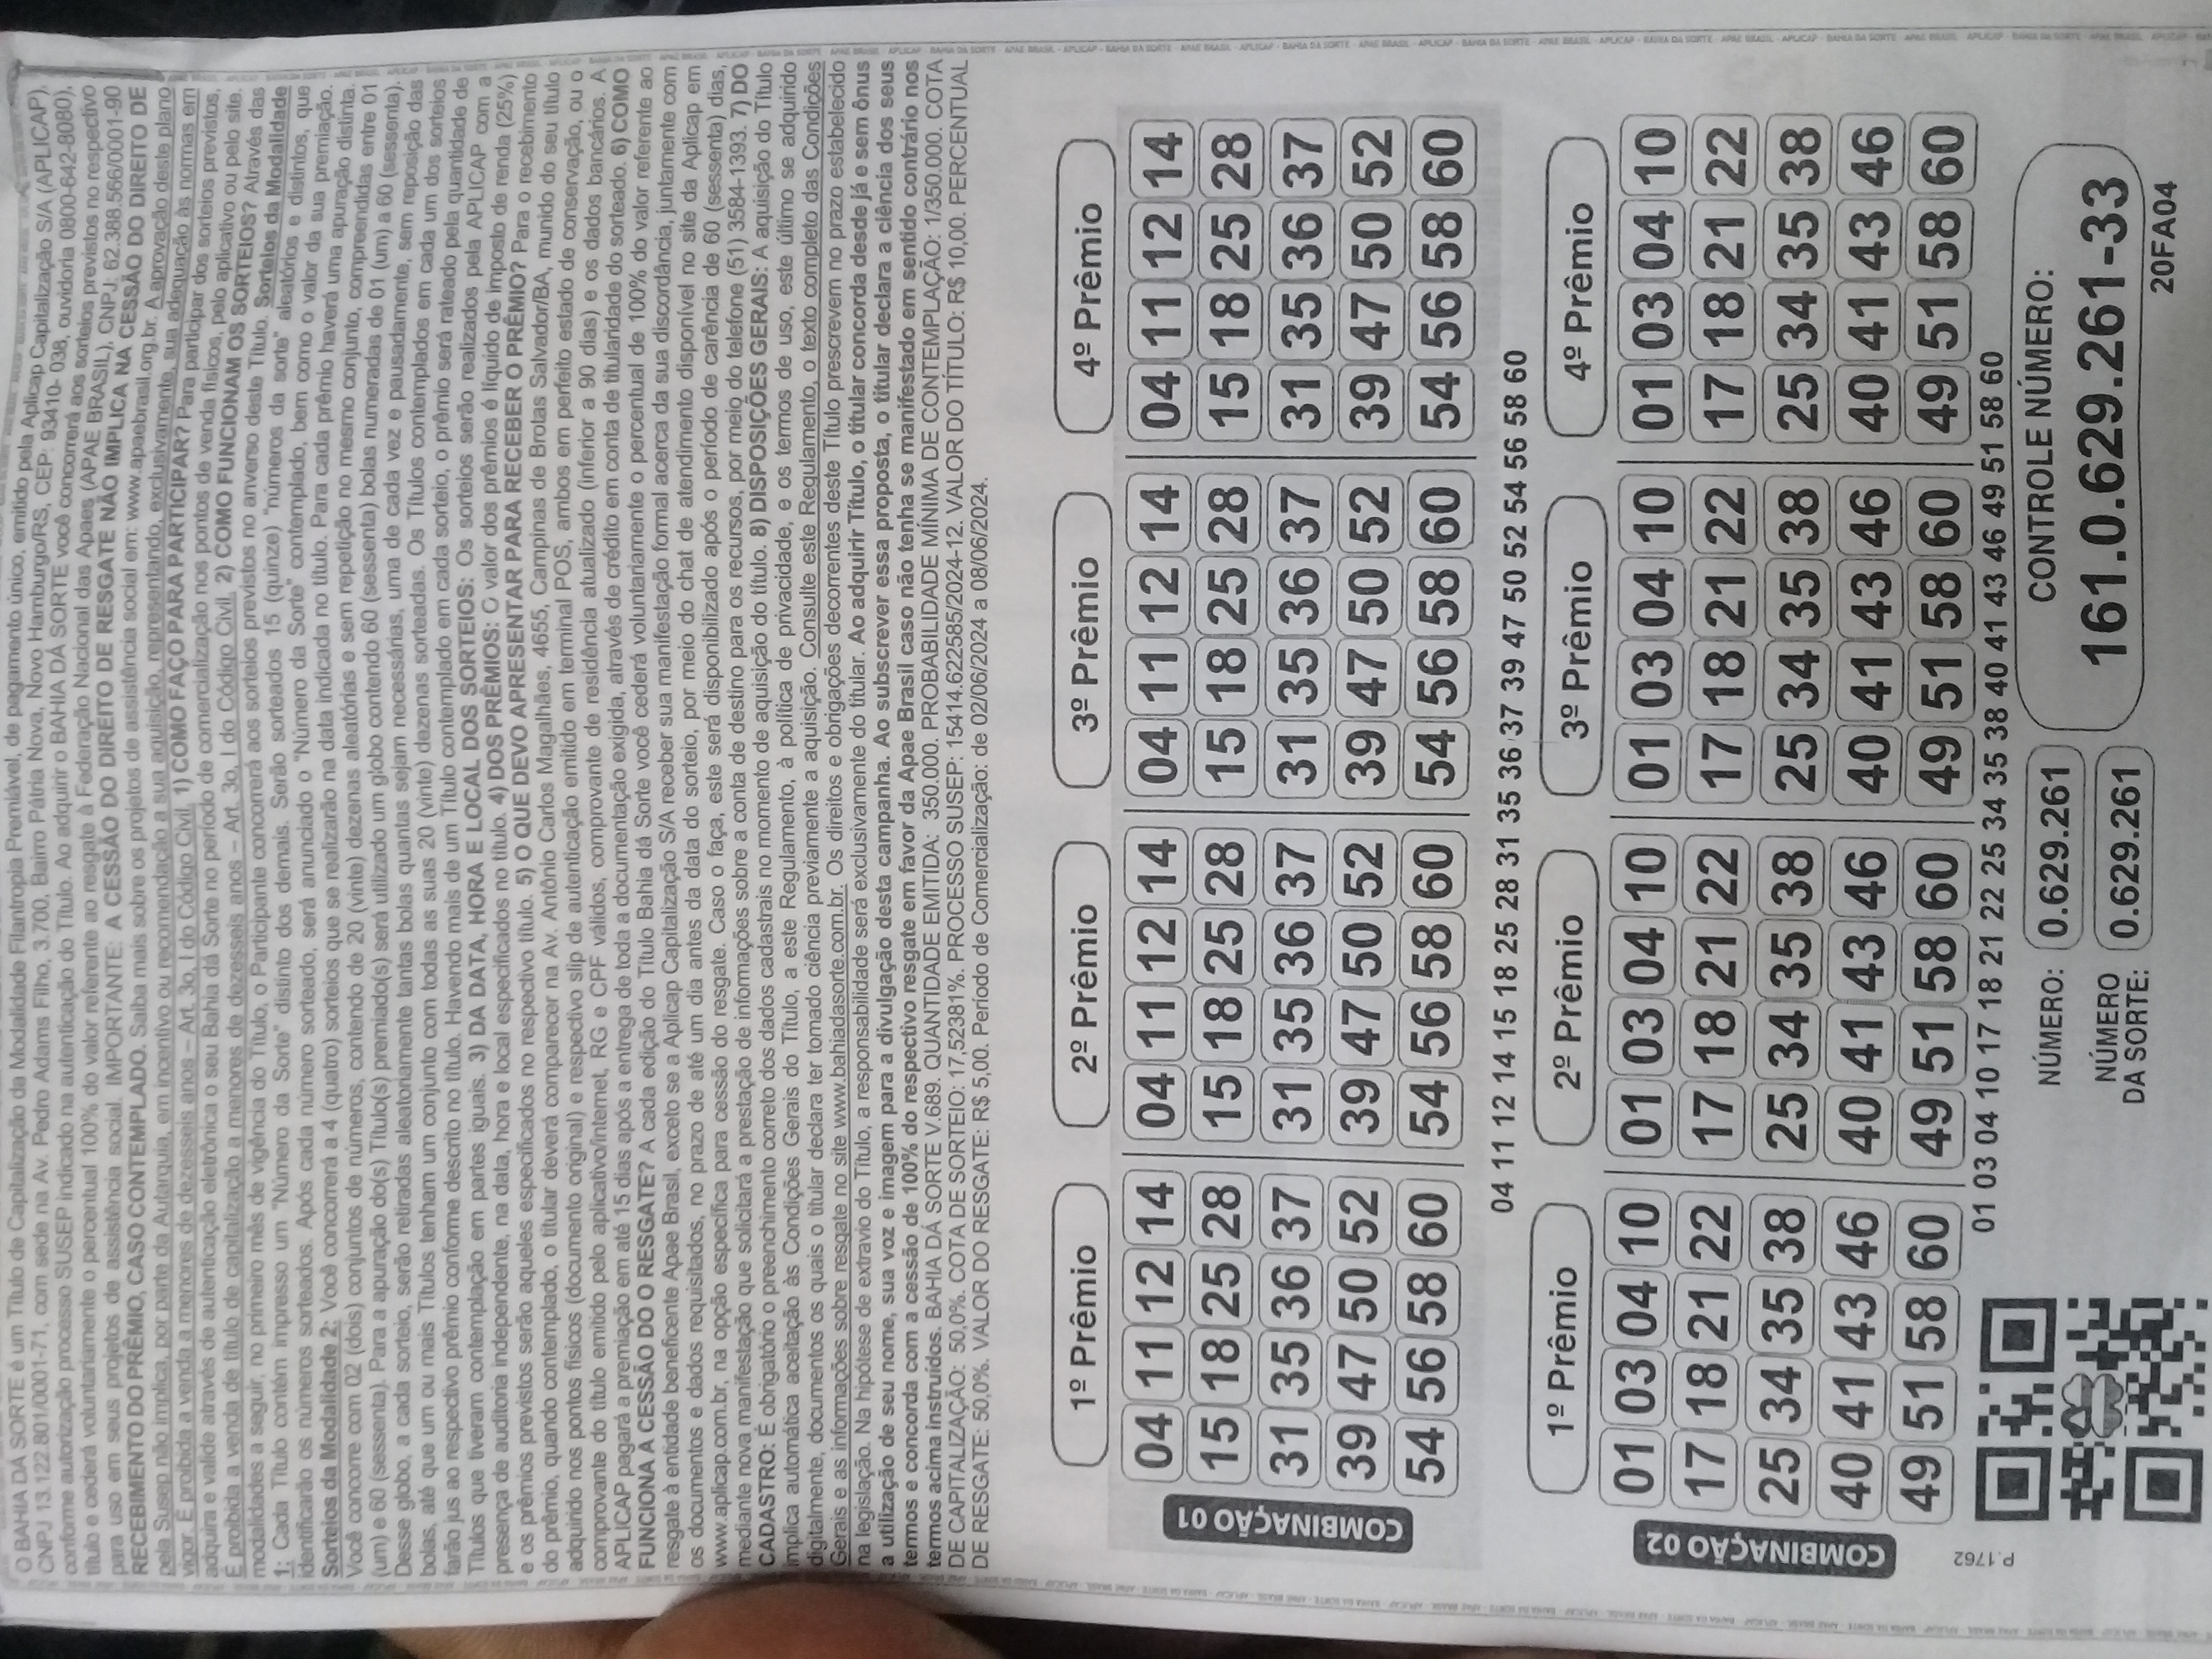 O BAHIA DÁ SORTE é um Título de Capitalização da Modalidade Filantropia Premiável, de pagamento único, emitido pela Aplicap Capitalização S/A (APLICAP),
CNPJ 13.122.801/0001-71, com sede na Av. Pedro Adams Filho, 3.700, Bairro Pátria Nova, Novo Hamburgo/RS, CEP: 93410- 038, ouvidoria 0800-642-8080),
conforme autorização processo SUSEP indicado na autenticação do Título. Ao adquirir o BAHIA DÁ SORTE você concorrerá aos sorteios previstos no respectivo
título e cederá voluntariamente o percentual 100% do valor referente ao resgate à Federação Nacional das Apaes (APAE BRASIL), CNPJ: 62.388.566/0001-90
para uso em seus projetos de assistência social. IMPORTANTE: A CESSÃO DO DIREITO DE RESGATE NÃO IMPLICA NA CESSÃO DO DIREITO DE
RECEBIMENTO DO PRÊMIO, CASO CONTEMPLADO. Saiba mais sobre os projetos de assistência social em: www.apaebrasil.org.br. A aprovação deste plano
pela Susep não implica, por parte da Autarquia, em incentivo ou recomendação a sua aquisição, representando, exclusivamente, sua adequação às normas em
vigor. É proibida a venda a menores de dezesseis anos – Art. 3o, I do Código Civil. 1) COMO FAÇO PARA PARTICIPAR? Para participar dos sorteios previstos,
adquira e valide através de autenticação eletrônica o seu Bahia dá Sorte no período de comercialização nos pontos de venda físicos, pelo aplicativo ou pelo site.
É proibida a venda de título de capitalização a menores de dezesseis anos – Art. 3o, I do Código Civil. 2) COMO FUNCIONAM OS SORTEIOS? Através das
modalidades a seguir, no primeiro mês de vigência do Título, o Participante concorrerá aos sorteios previstos no anverso deste Título. Sorteios da Modalidade
1: Cada Título contém impresso um "Número da Sorte" distinto dos demais. Serão sorteados 15 (quinze) "números da sorte" aleatórios e distintos, que
identificarão os números sorteados. Após cada número sorteado, será anunciado o "Número da Sorte" contemplado, bem como o valor da sua premiação.
Sorteios da Modalidade 2: Você concorrerá a 4 (quatro) sorteios que se realizarão na data indicada no título. Para cada prêmio haverá uma apuração distinta.
Você concorre com 02 (dois) conjuntos de números, contendo de 20 (vinte) dezenas aleatórias e sem repetição no mesmo conjunto, compreendidas entre 01
(um) e 60 (sessenta). Para a apuração do(s) Título(s) premiado(s) será utilizado um globo contendo 60 (sessenta) bolas numeradas de 01 (um) a 60 (sessenta).
Desse globo, a cada sorteio, serão retiradas aleatoriamente tantas bolas quantas sejam necessárias, uma de cada vez e pausadamente, sem reposição das
bolas, até que um ou mais Títulos tenham um conjunto com todas as suas 20 (vinte) dezenas sorteadas. Os Títulos contemplados em cada um dos sorteios
farão jus ao respectivo prêmio conforme descrito no título. Havendo mais de um Título contemplado em cada sorteio, o prêmio será rateado pela quantidade de
Títulos que tiveram contemplação em partes iguais. 3) DA DATA, HORA E LOCAL DOS SORTEIOS: Os sorteios serão realizados pela APLICAP com a
presença de auditoria independente, na data, hora e local especificados no título. 4) DOS PRÊMIOS: O valor dos prêmios é líquido de imposto de renda (25%)
e os prêmios previstos serão aqueles especificados no respectivo título. 5) O QUE DEVO APRESENTAR PARA RECEBER O PRÊMIO? Para o recebimento
do prêmio, quando contemplado, o titular deverá comparecer na Av. Antônio Carlos Magalhães, 4655, Campinas de Brotas Salvador/BA, munido do seu título
adquirido nos pontos físicos (documento original) e respectivo slip de autenticação emitido em terminal POS, ambos em perfeito estado de conservação, ou o
comprovante do título emitido pelo aplicativo/internet, RG e CPF válidos, comprovante de residência atualizado (inferior a 90 dias) e os dados bancários. A
APLICAP pagará a premiação em até 15 dias após a entrega de toda a documentação exigida, através de crédito em conta de titularidade do sorteado. 6) COMO
FUNCIONA A CESSÃO DO O RESGATE? A cada edição do Título Bahia dá Sorte você cederá voluntariamente o percentual de 100% do valor referente ao
resgate à entidade beneficente Apae Brasil, exceto se a Aplicap Capitalização S/A receber sua manifestação formal acerca da sua discordância, juntamente com
os documentos e dados requisitados, no prazo de até um dia antes da data do sorteio, por meio do chat de atendimento disponível no site da Aplicap em
www.aplicap.com.br, na opção específica para cessão do resgate. Caso o faça, este será disponibilizado após o período de carência de 60 (sessenta) dias,
mediante nova manifestação que solicitará a prestação de informações sobre a conta de destino para os recursos, por meio do telefone (51) 3584-1393. 7) DO
CADASTRO: É obrigatório o preenchimento correto dos dados cadastrais no momento de aquisição do título. 8) DISPOSIÇÕES GERAIS: A aquisição do Título
implica automática aceitação às Condições Gerais do Título, a este Regulamento, à política de privacidade, e os termos de uso, este último se adquirido
digitalmente, documentos os quais o titular declara ter tomado ciência previamente a aquisição. Consulte este Regulamento, o texto completo das Condições
Gerais e as informações sobre resgate no site www.bahiadasorte.com.br. Os direitos e obrigações decorrentes deste Título prescrevem no prazo estabelecido
na legislação. Na hipótese de extravio do Título, a responsabilidade será exclusivamente do titular. Ao adquirir Título, o titular concorda desde já e sem ônus
a utilização de seu nome, sua voz e imagem para a divulgação desta campanha. Ao subscrever essa proposta, o titular declara a ciência dos seus
termos e concorda com a cessão de 100% do respectivo resgate em favor da Apae Brasil caso não tenha se manifestado em sentido contrário nos
termos acima instruídos. BAHIA DÁ SORTE V.689. QUANTIDADE EMITIDA: 350.000. PROBABILIDADE MÍNIMA DE CONTEMPLAÇÃO: 1/350.000. COTA
DE CAPITALIZAÇÃO: 50,0%. COTA DE SORTEIO: 17,52381%. PROCESSO SUSEP: 15414.622585/2024-12. VALOR DO TÍTULO: R$ 10,00. PERCENTUAL
DE RESGATE: 50,0%. VALOR DO RESGATE: R$ 5,00. Período de Comercialização: de 02/06/2024 a 08/06/2024.
1º Prêmio 2º Prêmio 3º Prêmio 4º Prêmio
COMBINAÇÃO 01
04 11 12 14 04 11 12 14 04 11 12 14 04 11 12 14
15 18 25 28 15 18 25 28 15 18 25 28 15 18 25 28
31 35 36 37 31 35 36 37 31 35 36 37 31 35 36 37
39 47 50 52 39 47 50 52 39 47 50 52 39 47 50 52
54 56 58 60 54 56 58 60 54 56 58 60 54 56 58 60
04 11 12 14 15 18 25 28 31 35 36 37 39 47 50 52 54 56 58 60
1º Prêmio 2º Prêmio 3º Prêmio 4º Prêmio
COMBINAÇÃO 02
01 03 04 10 01 03 04 10 01 03 04 10 01 03 04 10
17 18 21 22 17 18 21 22 17 18 21 22 17 18 21 22
25 34 35 38 25 34 35 38 25 34 35 38 25 34 35 38
40 41 43 46 40 41 43 46 40 41 43 46 40 41 43 46
49 51 58 60 49 51 58 60 49 51 58 60 49 51 58 60
01 03 04 10 17 18 21 22 25 34 35 38 40 41 43 46 49 51 58 60
P.1762
NÚMERO: 0.629.261
NÚMERO
DA SORTE: 0.629.261
CONTROLE NÚMERO:
161.0.629.261-33
20FA04